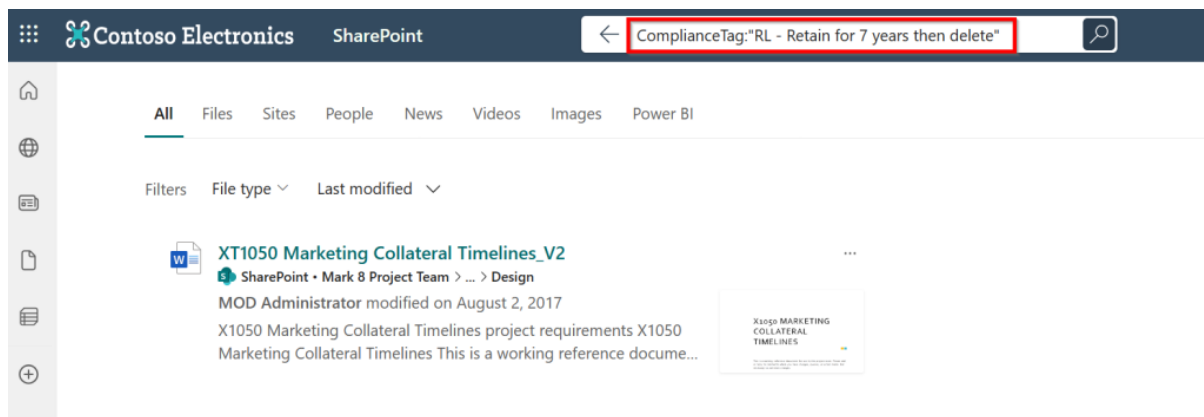 Contoso Electronics SharePoint
ComplianceTag:"RL - Retain for 7 years then delete"
All Files Sites People News Videos Images Power BI
Filters File type Last modified
XT1050 Marketing Collateral Timelines_V2
SharePoint • Mark 8 Project Team > ... > Design
MOD Administrator modified on August 2, 2017
X1050 Marketing Collateral Timelines project requirements X1050
Marketing Collateral Timelines This is a working reference docume...
X1050 MARKETING
COLLATERAL
TIMELINES